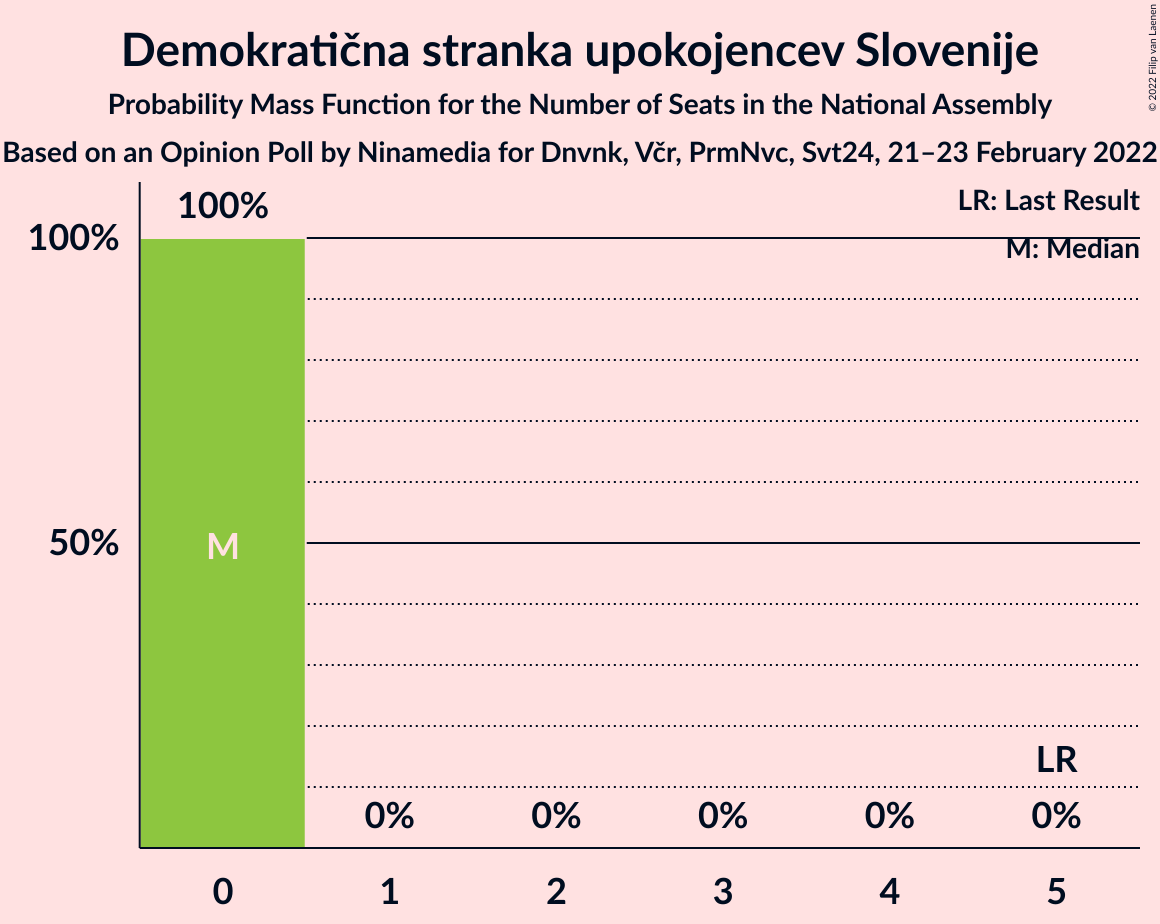 Demokratična stranka upokojencev Slovenije
Probability Mass Function for the Number of Seats in the National Assembly
Based on an Opinion Poll by Ninamedia for Dnvnk, Včr, PrmNvc, Svt24, 21–23 February 2022
© 2022 Filip van Laenen
LR: Last Result
M: Median
100%
100%
50%
M
LR
0% 0% 0% 0% 0%
0 1 2 3 4 5